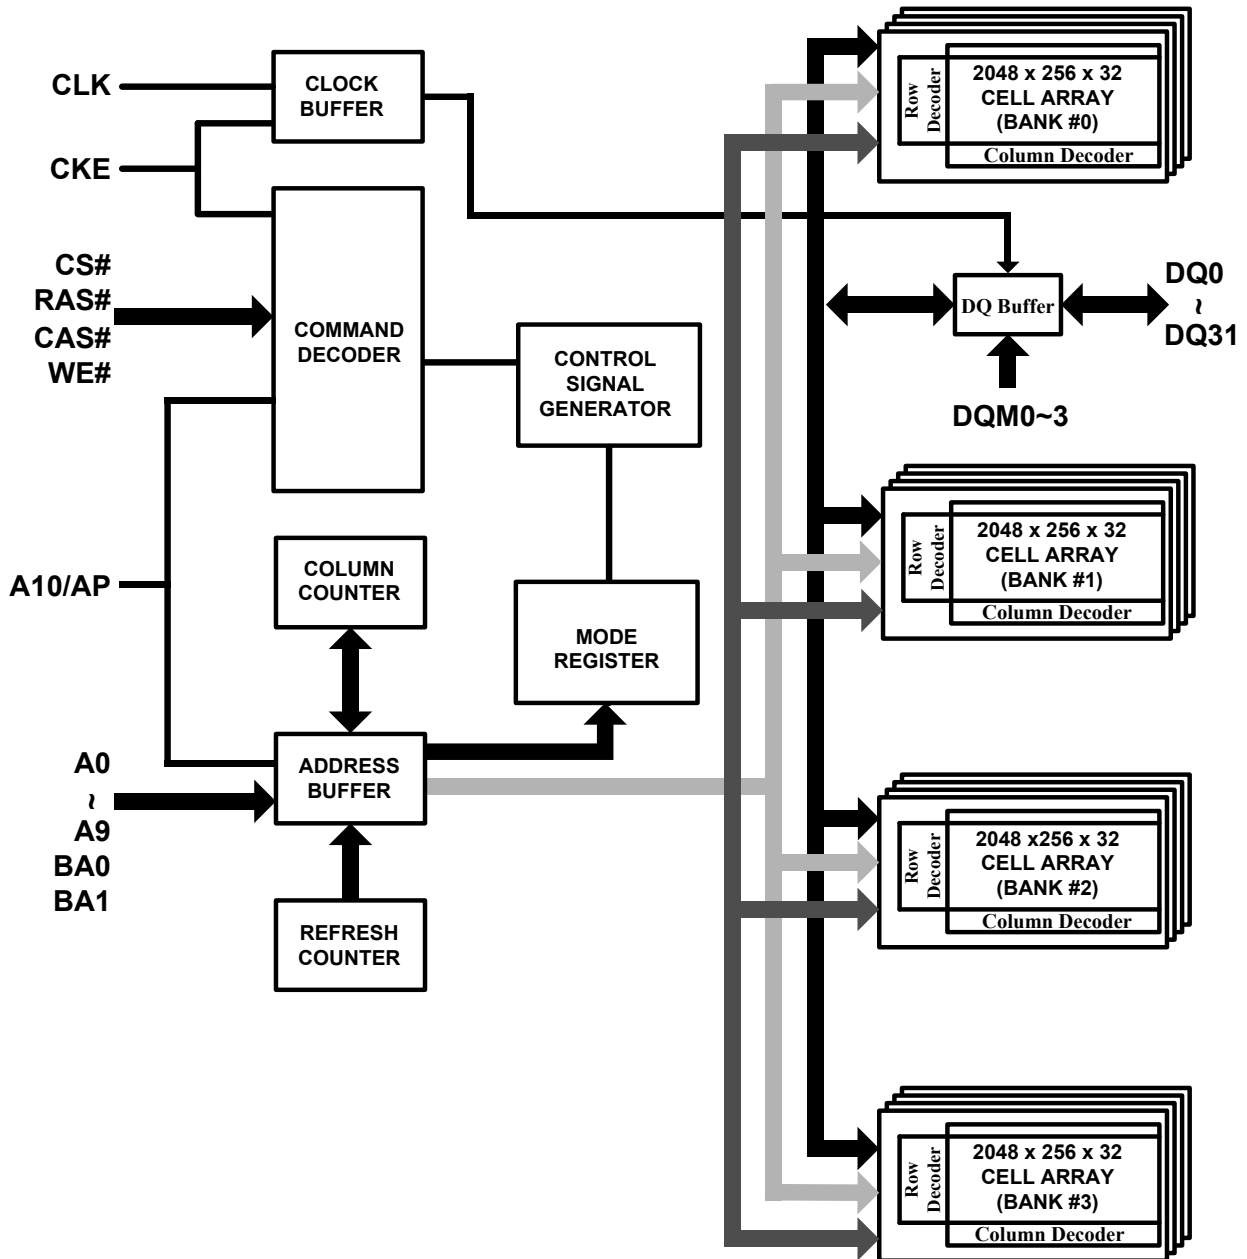 CLK
CKE
CS#
RAS#
CAS#
WE#
A10/AP
A0
~
A9
BA0
BA1
CLOCK
BUFFER
COMMAND
DECODER
COLUMN
COUNTER
ADDRESS
BUFFER
REFRESH
COUNTER
CONTROL
SIGNAL
GENERATOR
MODE
REGISTER
Row
Decoder
2048 x 256 x 32
CELL ARRAY
(BANK #0)
Column Decoder
DQ Buffer
DQ0
~
DQ31
DQM0~3
Row
Decoder
2048 x 256 x 32
CELL ARRAY
(BANK #1)
Column Decoder
Row
Decoder
2048 x256 x 32
CELL ARRAY
(BANK #2)
Column Decoder
Row
Decoder
2048 x 256 x 32
CELL ARRAY
(BANK #3)
Column Decoder